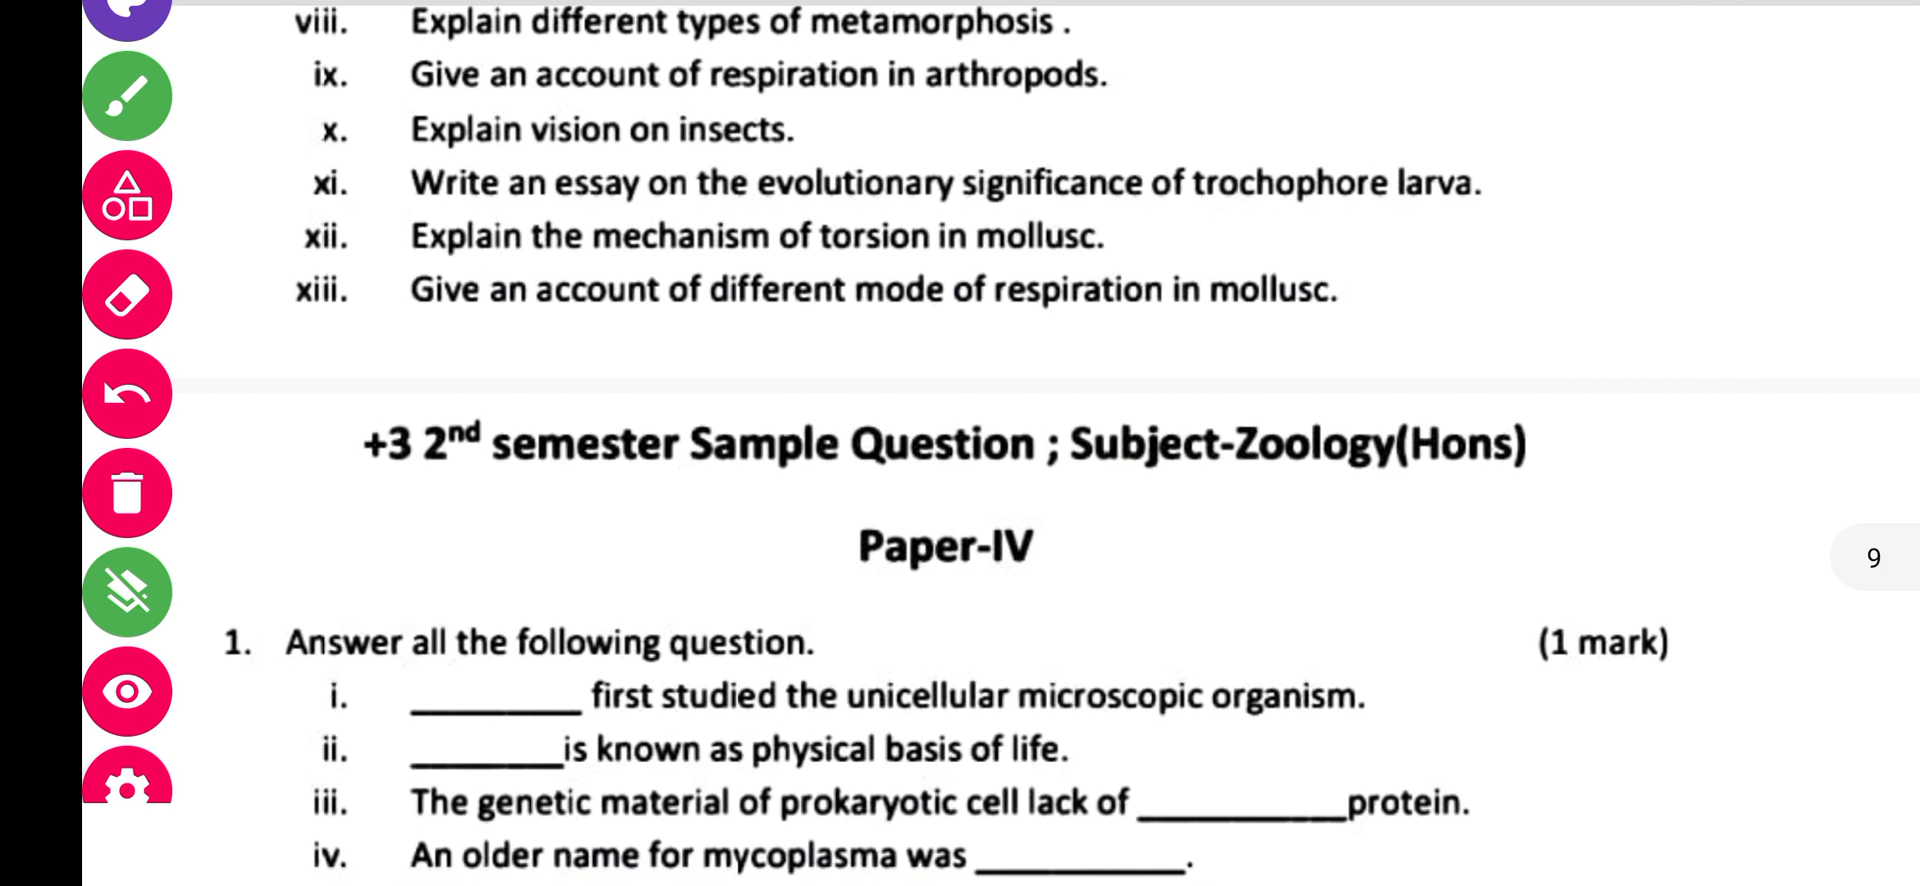 viii. Explain different types of metamorphosis .
ix. Give an account of respiration in arthropods.
x. Explain vision on insects.
xi. Write an essay on the evolutionary significance of trochophore larva.
xii. Explain the mechanism of torsion in mollusc.
xiii. Give an account of different mode of respiration in mollusc.
+3 2nd semester Sample Question ; Subject-Zoology(Hons)
Paper-IV
9
1. Answer all the following question. (1 mark)
i. __________ first studied the unicellular microscopic organism.
ii. _________is known as physical basis of life.
iii. The genetic material of prokaryotic cell lack of ____________protein.
iv. An older name for mycoplasma was ____________.